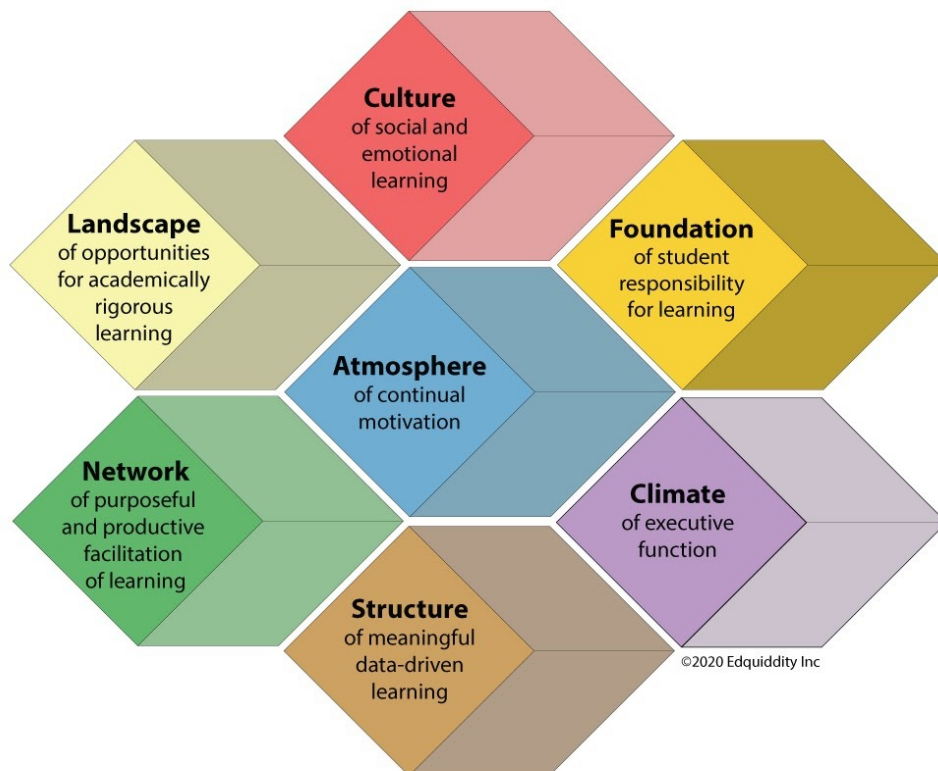 Culture
of social and
emotional
learning
Landscape
of opportunities
for academically
rigorous
learning
Foundation
of student
responsibility
for learning
Atmosphere
of continual
motivation
Network
of purposeful
and productive
facilitation
of learning
Climate
of executive
function
Structure
of meaningful
data-driven
learning
©2020 Edquiddity Inc